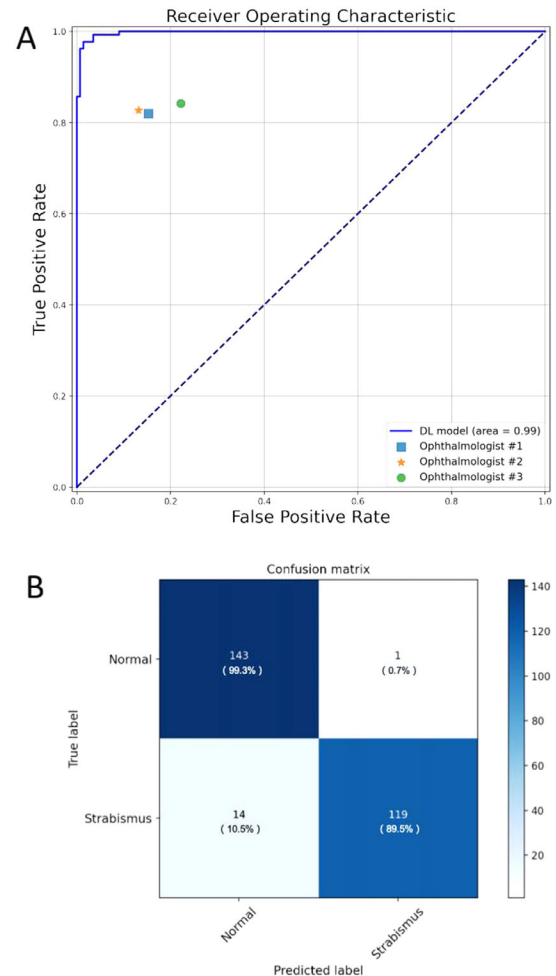 A
Receiver Operating Characteristic
1.0
0.8
0.6
0.4
0.2
0.0
True Positive Rate
DL model (area = 0.99)
Ophthalmologist #1
Ophthalmologist #2
Ophthalmologist #3
0.0 0.2 0.4 0.6 0.8 1.0
False Positive Rate
B
Confusion matrix
True label
Normal
143
(99.3%)
1
(0.7%)
Strabismus
14
(10.5%)
119
(89.5%)
Normal
Strabismus
Predicted label
140
120
100
80
60
40
20